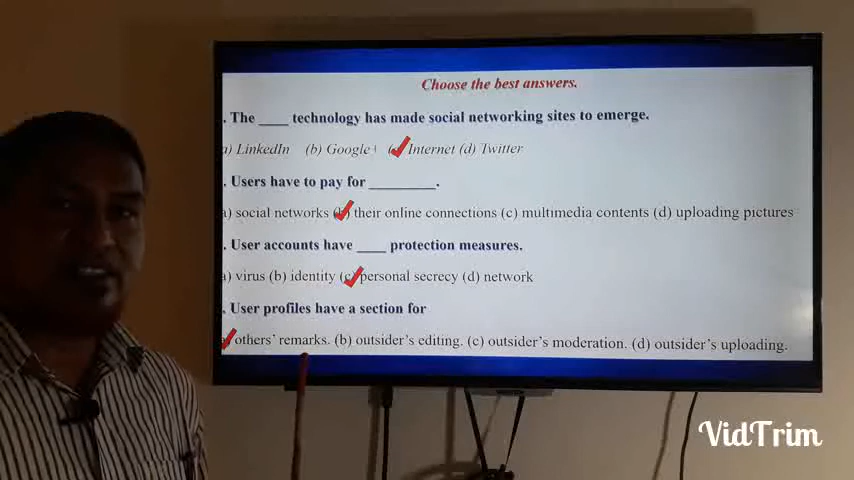 Choose the best answers.
. The ____ technology has made social networking sites to emerge.
a) LinkedIn (b) Google+ (c) Internet (d) Twitter
. Users have to pay for _________.
a) social networks (b) their online connections (c) multimedia contents (d) uploading pictures
. User accounts have ____ protection measures.
a) virus (b) identity (c) personal secrecy (d) network
. User profiles have a section for
others' remarks. (b) outsider's editing. (c) outsider's moderation. (d) outsider's uploading.
VidTrim